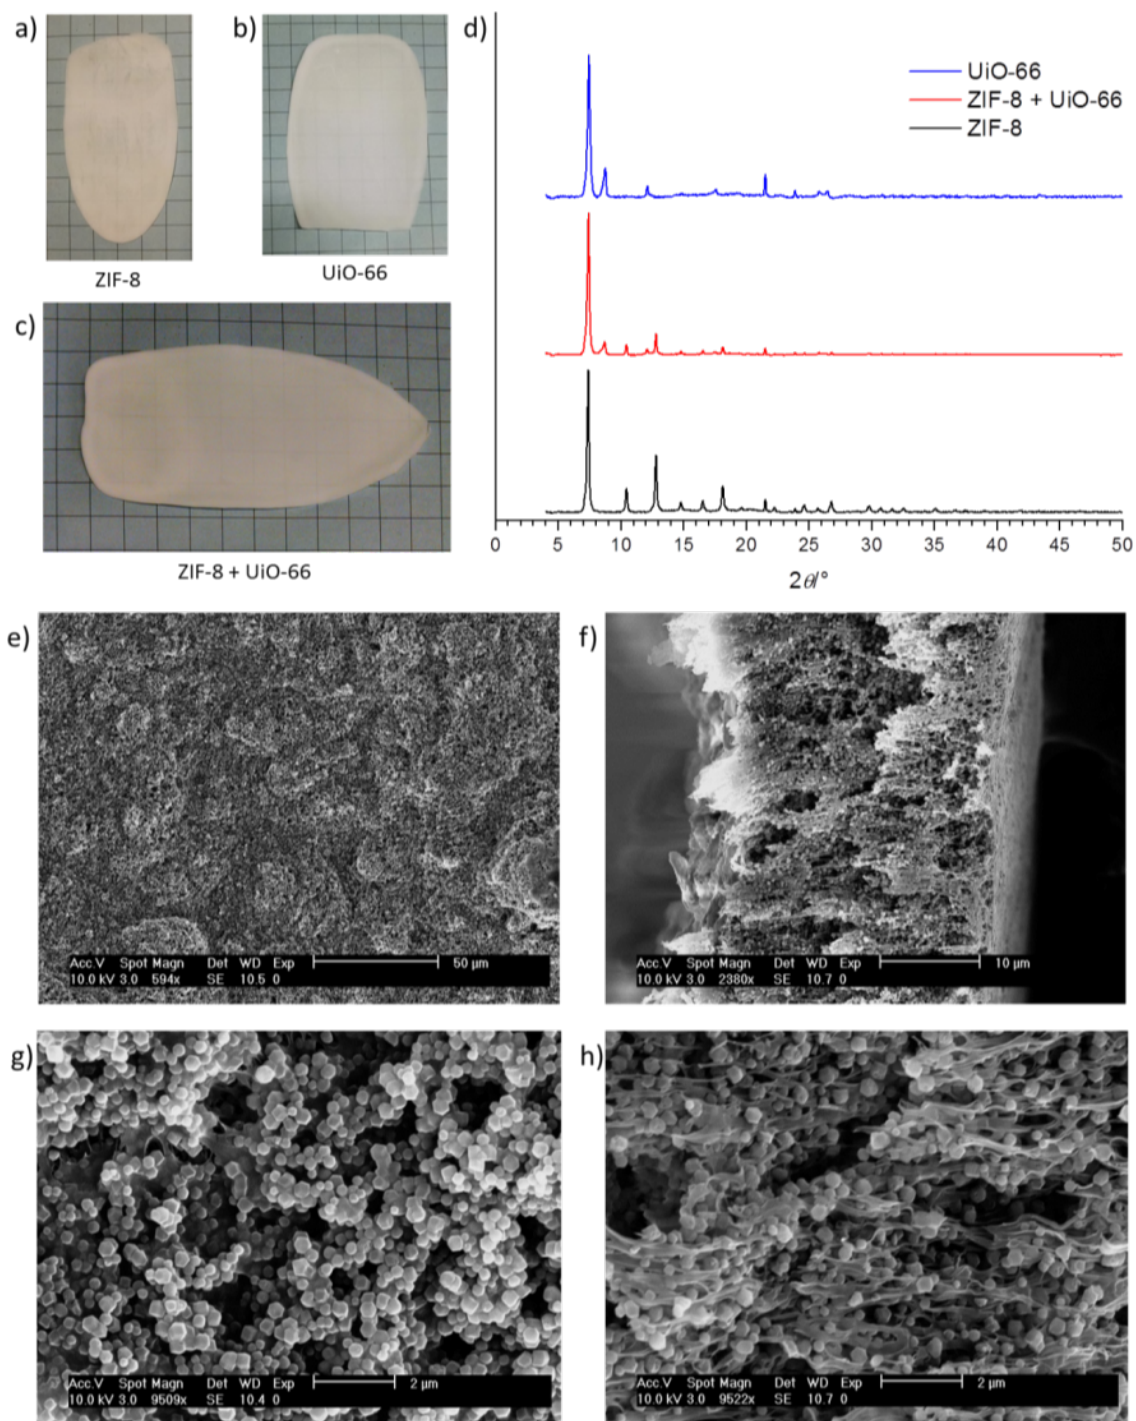 a)
b)
ZIF-8
UiO-66
c)
ZIF-8 + UiO-66
d)
UiO-66
ZIF-8 + UiO-66
ZIF-8
0 5 10 15 20 25 30 35 40 45 50
2θ/°
e)
Acc.V Spot Magn Det WD Exp 50 µm
10.0 kV 3.0 594x SE 10.5 0
f)
Acc.V Spot Magn Det WD Exp 10 µm
10.0 kV 3.0 2380x SE 10.7 0
g)
Acc.V Spot Magn Det WD Exp 2 µm
10.0 kV 3.0 9509x SE 10.4 0
h)
Acc.V Spot Magn Det WD Exp 2 µm
10.0 kV 3.0 9522x SE 10.7 0